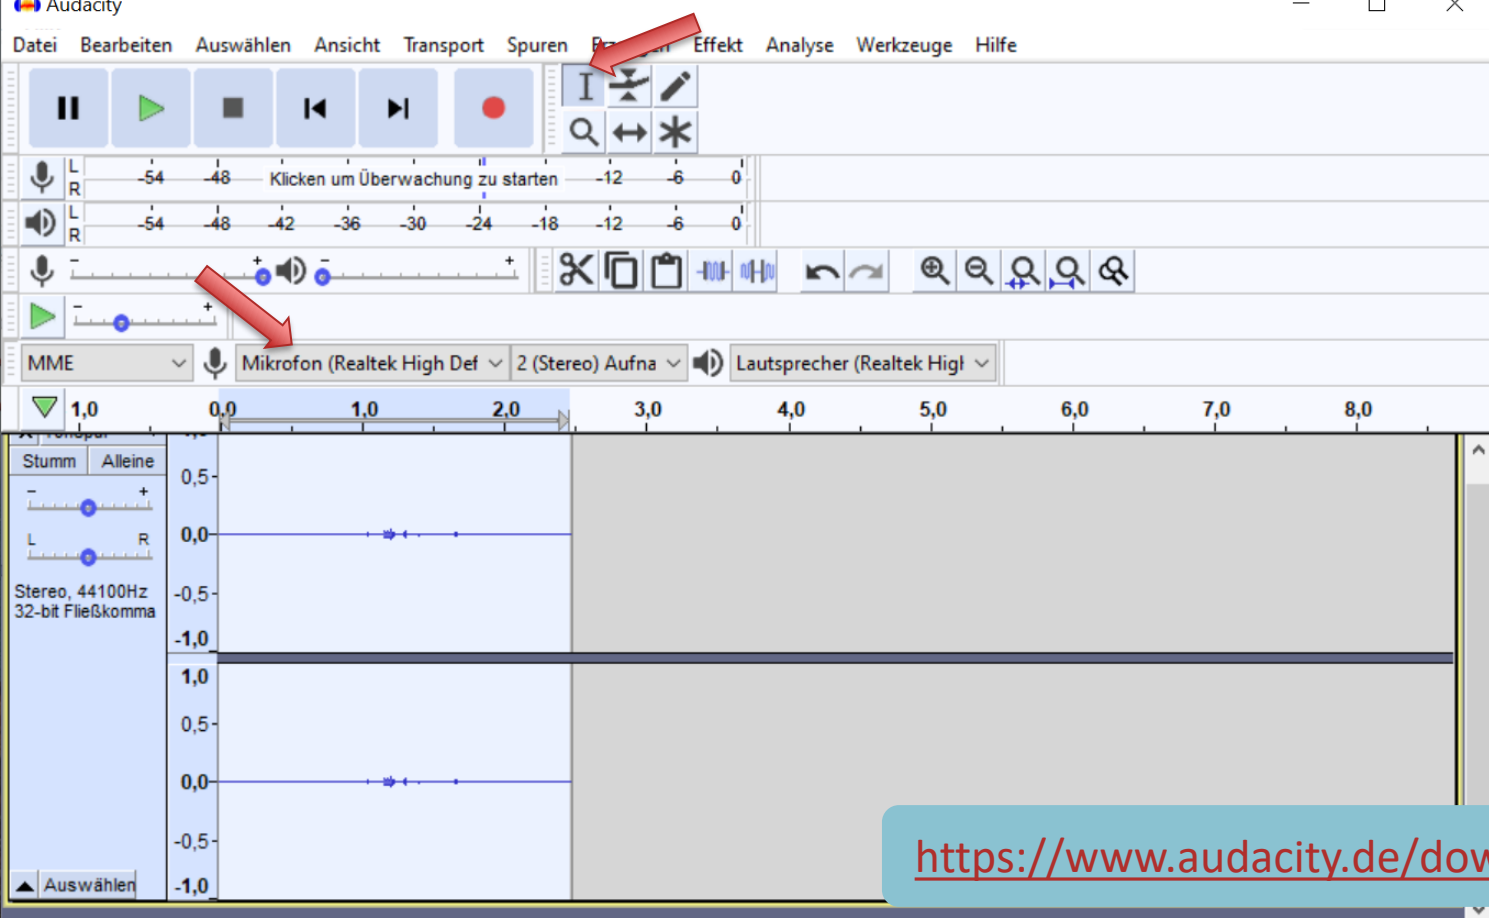 Audacity
Datei Bearbeiten Auswählen Ansicht Transport Spuren Effekt Analyse Werkzeuge Hilfe
L
R
-54 -48 Klicken um Überwachung zu starten -12 -6 0
L
R
-54 -48 -42 -36 -30 -24 -18 -12 -6 0
- + - +
- +
MME Mikrofon (Realtek High Def 2 (Stereo) Aufna Lautsprecher (Realtek High
1,0 0,0 1,0 2,0 3,0 4,0 5,0 6,0 7,0 8,0
X Tonspur
Stumm Alleine
0,5
- +
0,0
L R
Stereo, 44100Hz
32-bit Fließkomma
-0,5
-1,0
1,0
0,5
0,0
-0,5
Auswählen
-1,0
https://www.audacity.de/dow